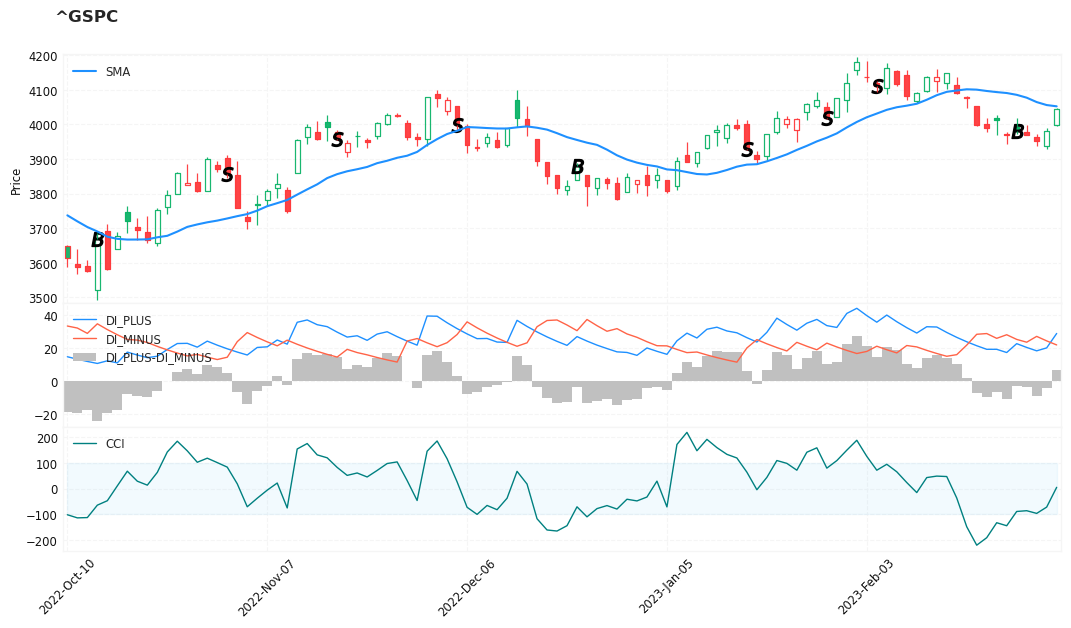 ^GSPC
SMA
Price
4200
4100
4000
3900
3800
3700
3600
3500
B
S
S
S
B
S
S
S
B
DI_PLUS
DI_MINUS
DI_PLUS-DI_MINUS
40
20
0
−20
CCI
200
100
0
−100
−200
2022-Oct-10
2022-Nov-07
2022-Dec-06
2023-Jan-05
2023-Feb-03